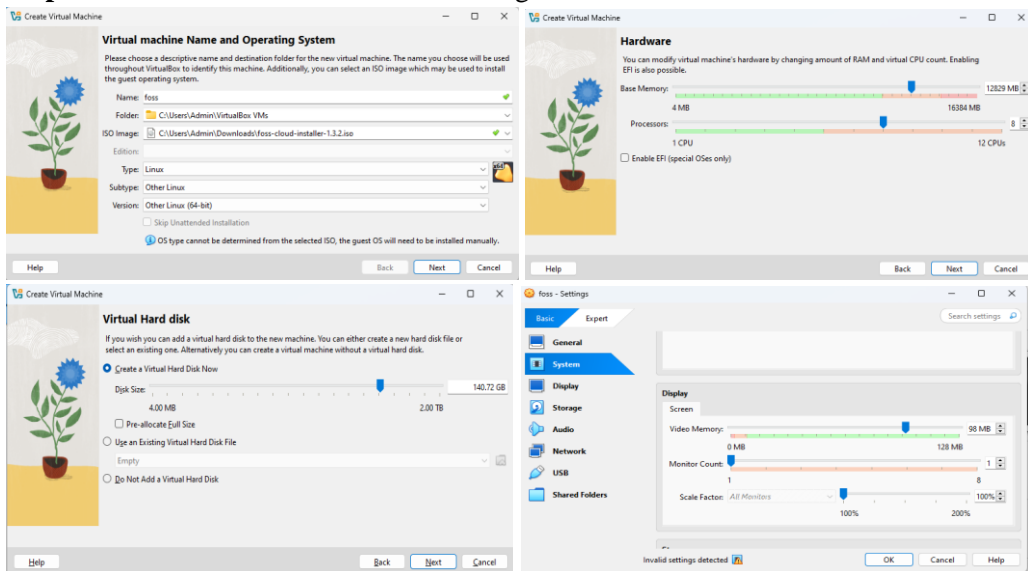 Create Virtual Machine
Virtual machine Name and Operating System
Please choose a descriptive name and destination folder for the new virtual machine. The name you choose will be used
throughout VirtualBox to identify this machine. Additionally, you can select an ISO image which may be used to install
the guest operating system.
Name: foss
Folder: C:\Users\Admin\VirtualBox VMs
ISO Image: C:\Users\Admin\Downloads\foss-cloud-installer-1.3.2.iso
Edition:
Type: Linux
Subtype: Other Linux
Version: Other Linux (64-bit)
Skip Unattended Installation
OS type cannot be determined from the selected ISO, the guest OS will need to be installed manually.
Help Back Next Cancel
Create Virtual Machine
Hardware
You can modify virtual machine's hardware by changing amount of RAM and virtual CPU count. Enabling
EFI is also possible.
Base Memory: 12829 MB
4 MB 16384 MB
Processors: 8
1 CPU 12 CPUs
Enable EFI (special OSes only)
Help Back Next Cancel
Create Virtual Machine
Virtual Hard disk
If you wish you can add a virtual hard disk to the new machine. You can either create a new hard disk file or
select an existing one. Alternatively you can create a virtual machine without a virtual hard disk.
Create a Virtual Hard Disk Now
Disk Size: 140.72 GB
4.00 MB 2.00 TB
Pre-allocate Full Size
Use an Existing Virtual Hard Disk File
Empty
Do Not Add a Virtual Hard Disk
Help Back Next Cancel
foss - Settings
Basic Expert Search settings
General
System
Display
Storage
Audio
Network
USB
Shared Folders
Display
Screen
Video Memory: 98 MB
0 MB 128 MB
Monitor Count: 1
1 8
Scale Factor: All Monitors 100%
100% 200%
Invalid settings detected OK Cancel Help